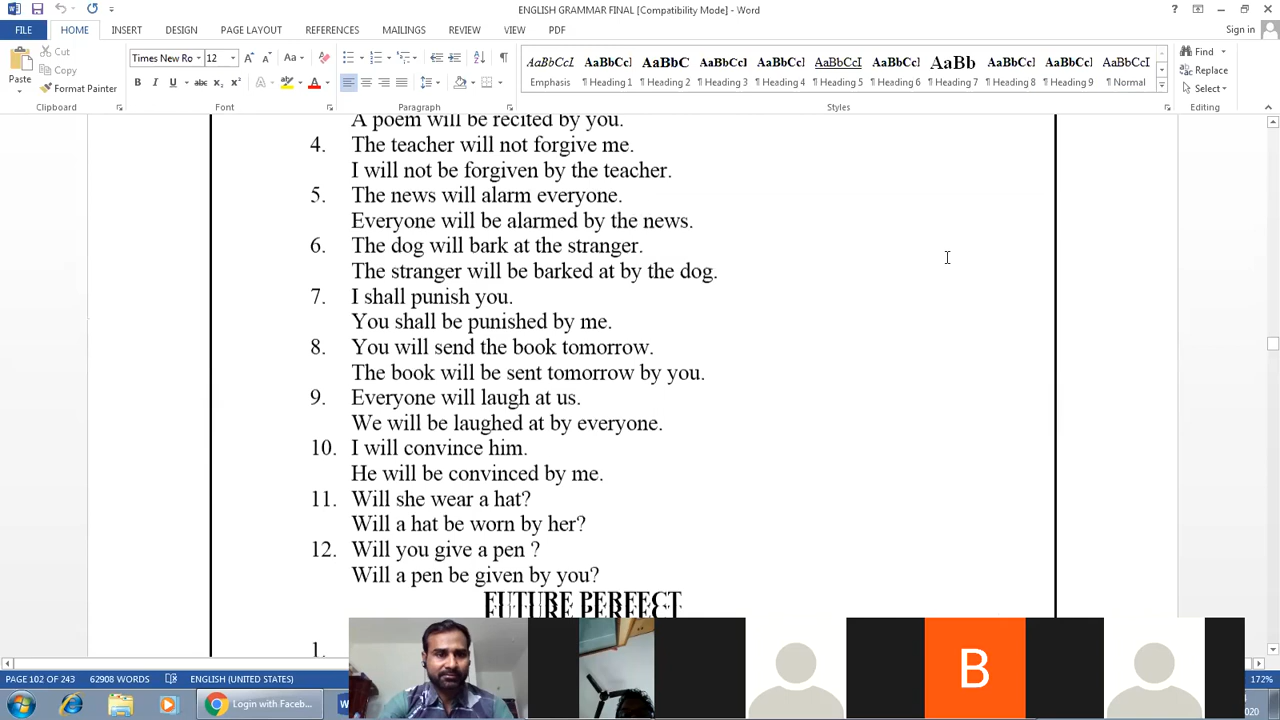 ENGLISH GRAMMAR FINAL [Compatibility Mode] - Word
FILE HOME INSERT DESIGN PAGE LAYOUT REFERENCES MAILINGS REVIEW VIEW PDF Sign in
Paste Cut Copy Format Painter
Times New Ro 12
AaBbCcI AaBbCcl AaBbC AaBbCcI AaBbCcI AaBbCcI AaBbCcI AaBb AaBbCcI AaBbCcI AaBbCcI
Emphasis ¶ Heading 1 ¶ Heading 2 ¶ Heading 3 ¶ Heading 4 ¶ Heading 5 ¶ Heading 6 ¶ Heading 7 ¶ Heading 8 ¶ Heading 9 ¶ Normal
Find Replace Select
Clipboard Font Paragraph Styles Editing
A poem will be recited by you.
4. The teacher will not forgive me.
I will not be forgiven by the teacher.
5. The news will alarm everyone.
Everyone will be alarmed by the news.
6. The dog will bark at the stranger.
The stranger will be barked at by the dog.
7. I shall punish you.
You shall be punished by me.
8. You will send the book tomorrow.
The book will be sent tomorrow by you.
9. Everyone will laugh at us.
We will be laughed at by everyone.
10. I will convince him.
He will be convinced by me.
11. Will she wear a hat?
Will a hat be worn by her?
12. Will you give a pen ?
Will a pen be given by you?
FUTURE PERFECT
1.
B
PAGE 102 OF 243 62908 WORDS ENGLISH (UNITED STATES) 172%
Login with Faceb...